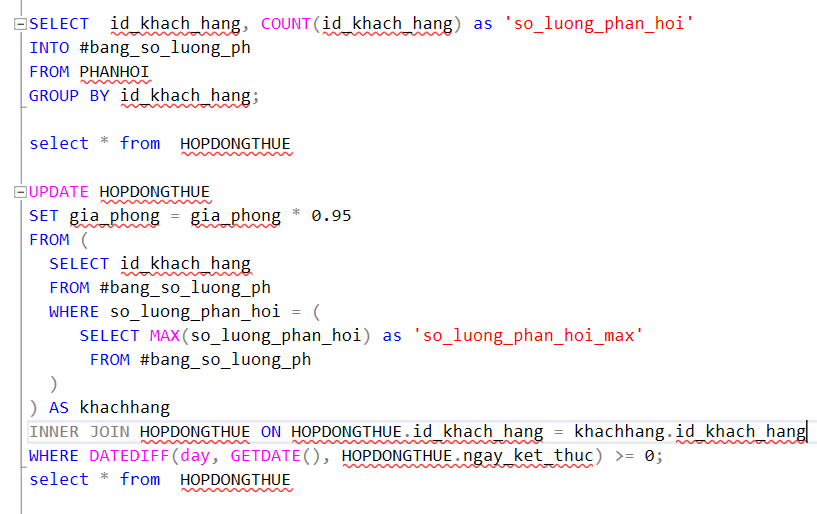 SELECT  id_khach_hang, COUNT(id_khach_hang) as 'so_luong_phan_hoi'
INTO #bang_so_luong_ph
FROM PHANHOI
GROUP BY id_khach_hang;
select * from  HOPDONGTHUE
UPDATE HOPDONGTHUE
SET gia_phong = gia_phong * 0.95
FROM (
  SELECT id_khach_hang
  FROM #bang_so_luong_ph
  WHERE so_luong_phan_hoi = (
     SELECT MAX(so_luong_phan_hoi) as 'so_luong_phan_hoi_max'
      FROM #bang_so_luong_ph
  )
) AS khachhang
INNER JOIN HOPDONGTHUE ON HOPDONGTHUE.id_khach_hang = khachhang.id_khach_hang
WHERE DATEDIFF(day, GETDATE(), HOPDONGTHUE.ngay_ket_thuc) >= 0;
select * from  HOPDONGTHUE